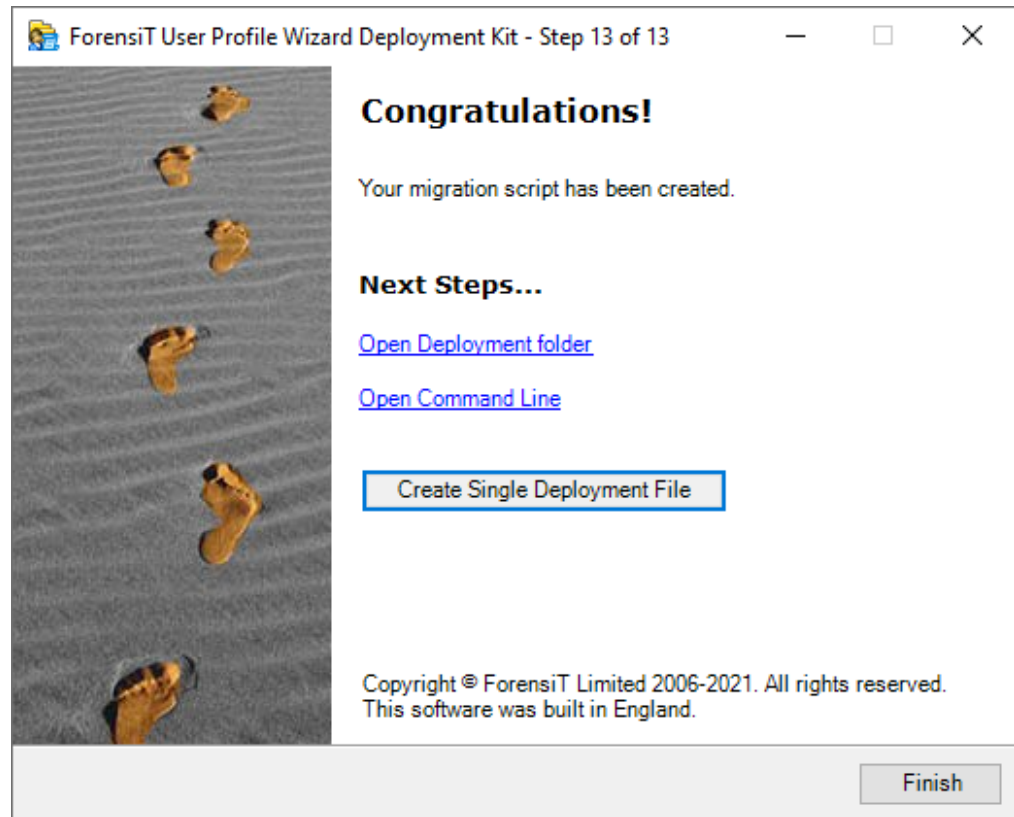 ForensiT User Profile Wizard Deployment Kit - Step 13 of 13
Congratulations!
Your migration script has been created.
Next Steps...
Open Deployment folder
Open Command Line
Create Single Deployment File
Copyright © ForensiT Limited 2006-2021. All rights reserved.
This software was built in England.
Finish